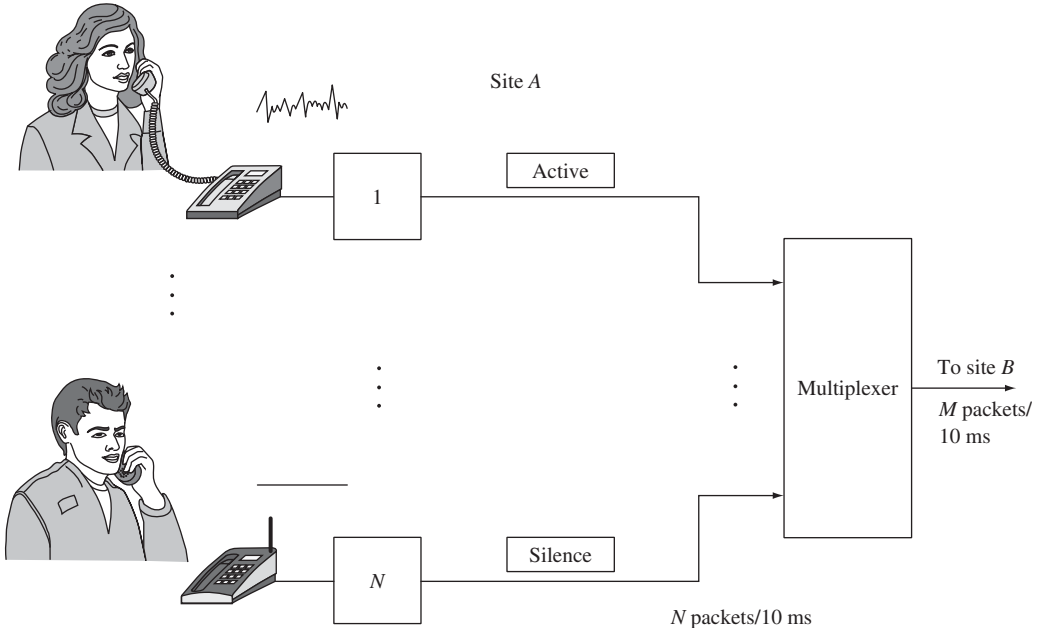 Site A
Active
1
To site B
Multiplexer
M packets/
10 ms
Silence
N
N packets/10 ms